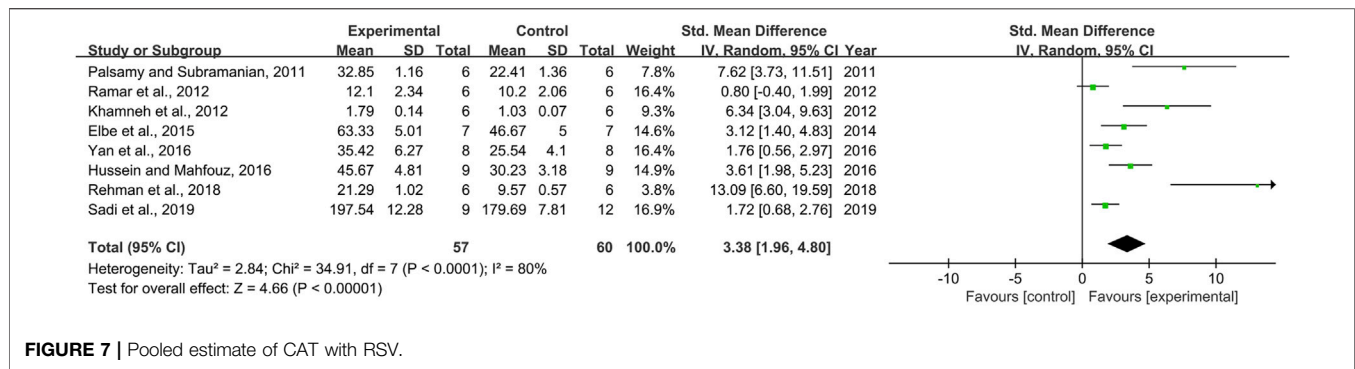 Experimental Control Std. Mean Difference Std. Mean Difference
Study or Subgroup Mean SD Total Mean SD Total Weight IV. Random, 95% CI Year IV. Random, 95% CI
Palsamy and Subramanian, 2011 32.85 1.16 6 22.41 1.36 6 7.8% 7.62 [3.73, 11.51] 2011
Ramar et al., 2012 12.1 2.34 6 10.2 2.06 6 16.4% 0.80 [-0.40, 1.99] 2012
Khamneh et al., 2012 1.79 0.14 6 1.03 0.07 6 9.3% 6.34 [3.04, 9.63] 2012
Elbe et al., 2015 63.33 5.01 7 46.67 5 7 14.6% 3.12 [1.40, 4.83] 2014
Yan et al., 2016 35.42 6.27 8 25.54 4.1 8 16.4% 1.76 [0.56, 2.97] 2016
Hussein and Mahfouz, 2016 45.67 4.81 9 30.23 3.18 9 14.9% 3.61 [1.98, 5.23] 2016
Rehman et al., 2018 21.29 1.02 6 9.57 0.57 6 3.8% 13.09 [6.60, 19.59] 2018
Sadi et al., 2019 197.54 12.28 9 179.69 7.81 12 16.9% 1.72 [0.68, 2.76] 2019
Total (95% CI) 57 60 100.0% 3.38 [1.96, 4.80]
Heterogeneity: Tau² = 2.84; Chi² = 34.91, df = 7 (P < 0.0001); I² = 80%
Test for overall effect: Z = 4.66 (P < 0.00001)
-10 -5 0 5 10
Favours [control] Favours [experimental]
FIGURE 7 | Pooled estimate of CAT with RSV.